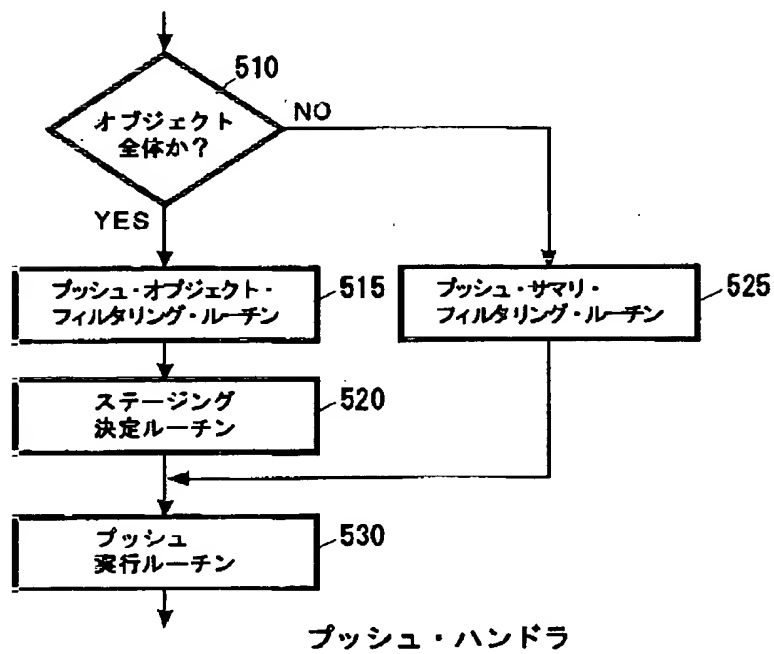 510
オブジェクト
全体か？
NO
YES
プッシュ・オブジェクト・
フィルタリング・ルーチン
515
プッシュ・サマリ・
フィルタリング・ルーチン
525
ステージング
決定ルーチン
520
プッシュ
実行ルーチン
530
プッシュ・ハンドラ